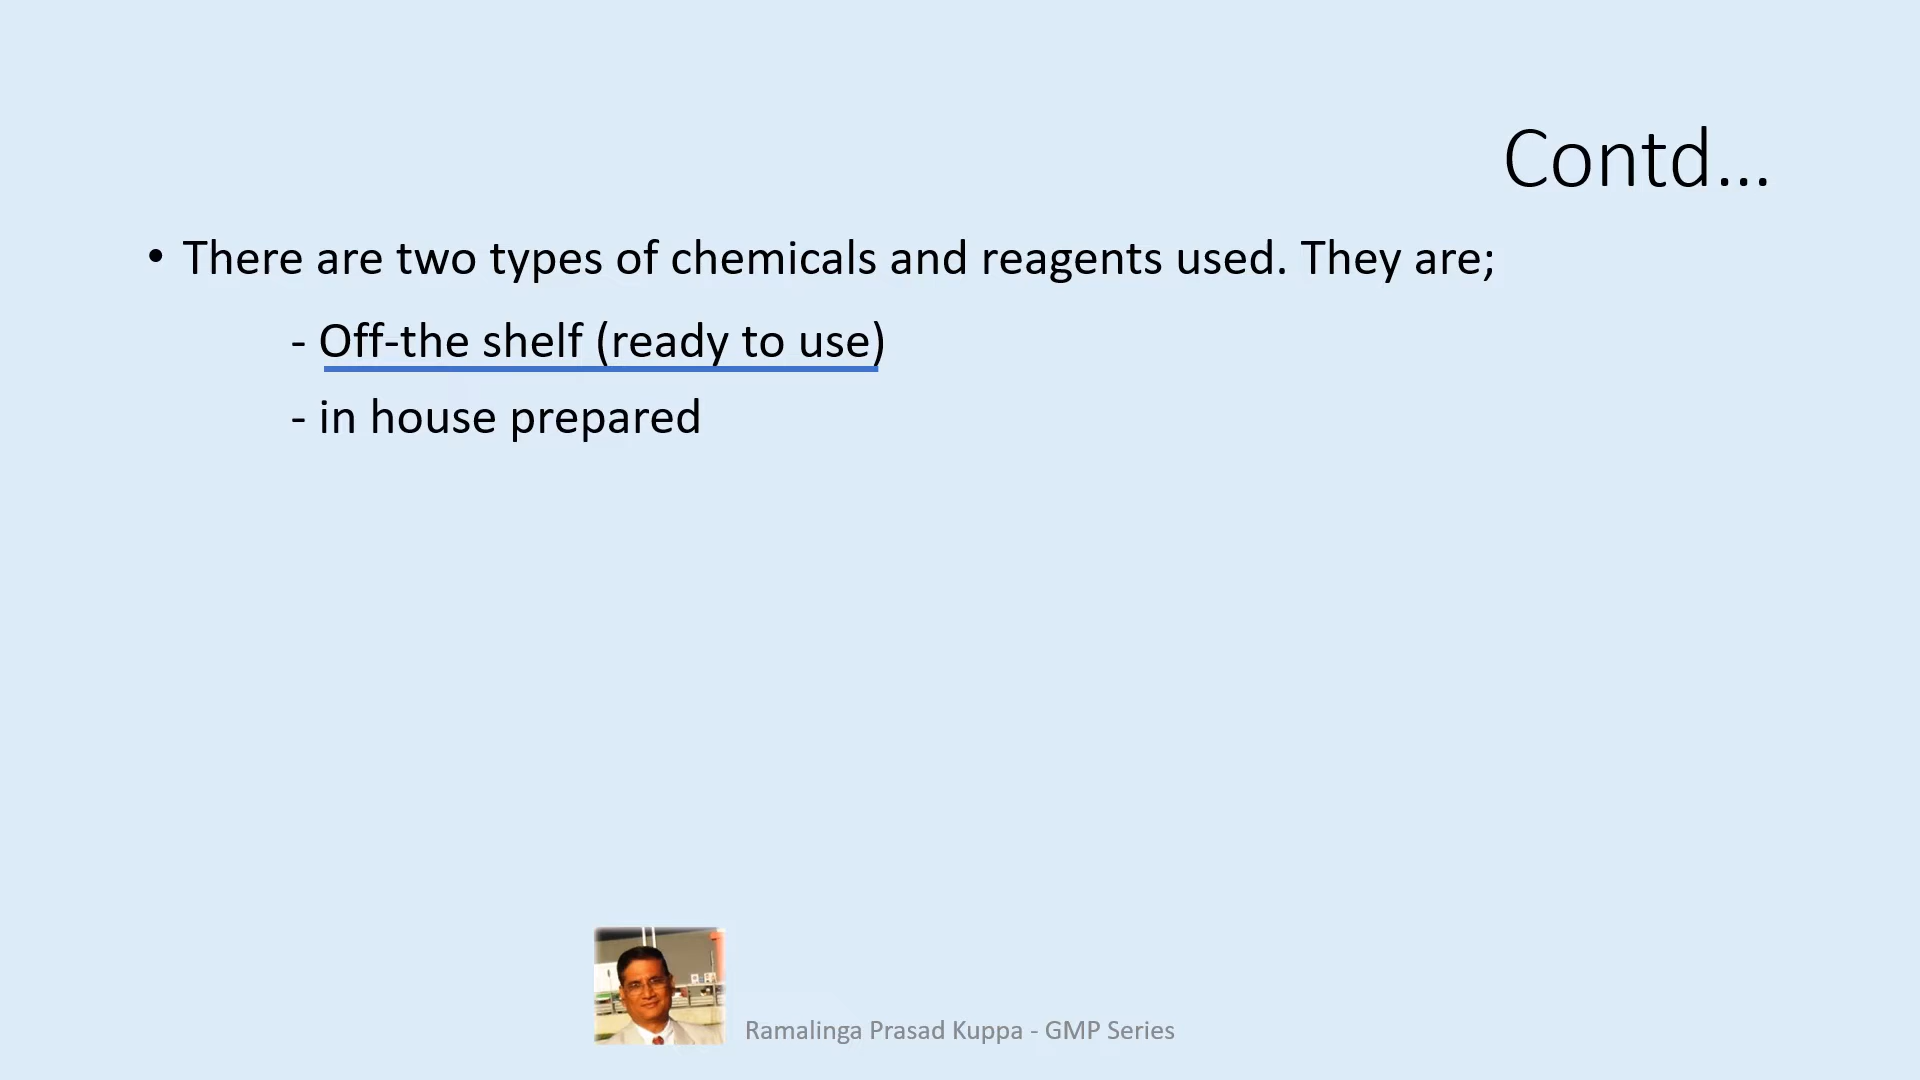 Contd...
• There are two types of chemicals and reagents used. They are;
- Off-the shelf (ready to use)
- in house prepared
Ramalinga Prasad Kuppa - GMP Series